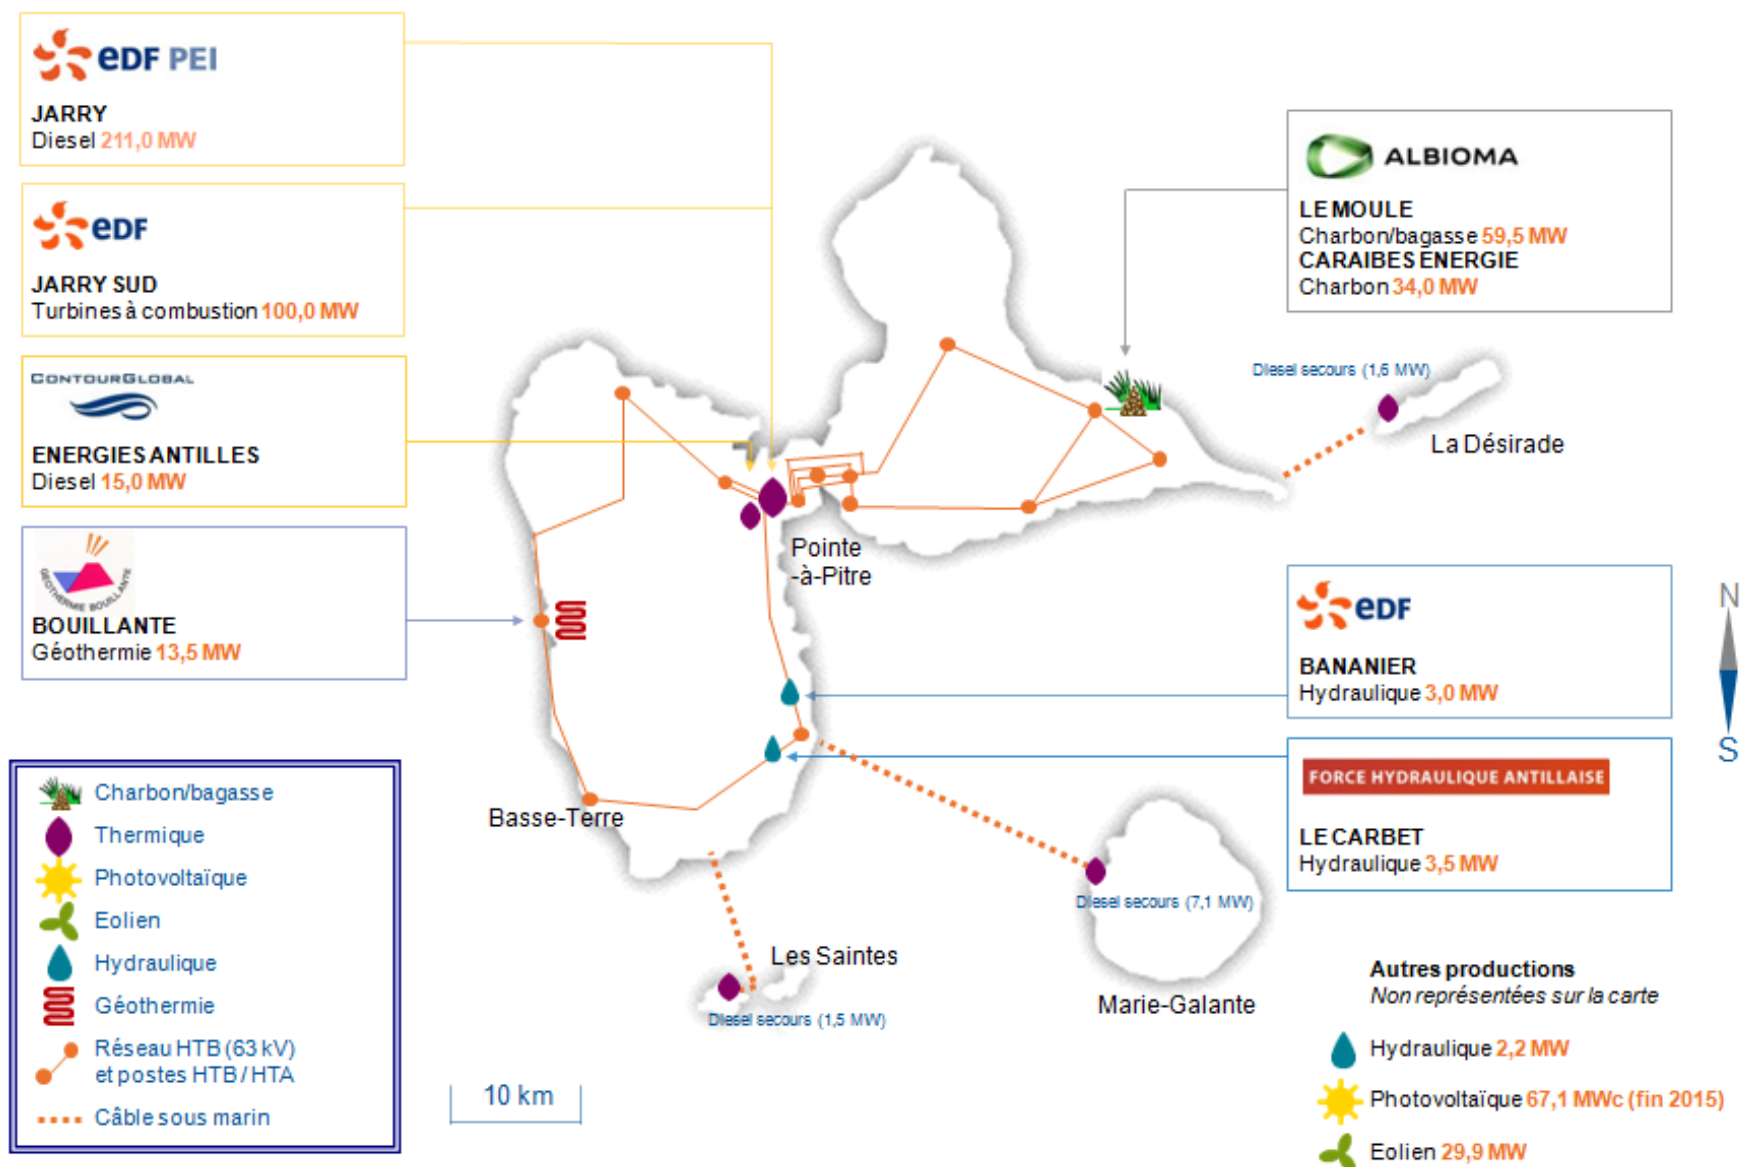 eDF PEI
JARRY
Diesel 211,0 MW
eDF
JARRY SUD
Turbines à combustion 100,0 MW
CONTOURGLOBAL
ENERGIES ANTILLES
Diesel 15,0 MW
GÉOTHERMIE BOUILLANTE
BOUILLANTE
Géothermie 13,5 MW
ALBIOMA
LE MOULE
Charbon/bagasse 59,5 MW
CARAIBES ENERGIE
Charbon 34,0 MW
Diesel secours (1,6 MW)
La Désirade
Pointe
-à-Pitre
eDF
BANANIER
Hydraulique 3,0 MW
FORCE HYDRAULIQUE ANTILLAISE
LE CARBET
Hydraulique 3,5 MW
N
S
Basse-Terre
Diesel secours (7,1 MW)
Marie-Galante
Les Saintes
Diesel secours (1,5 MW)
Charbon/bagasse
Thermique
Photovoltaïque
Eolien
Hydraulique
Géothermie
Réseau HTB (63 kV)
et postes HTB / HTA
Câble sous marin
10 km
Autres productions
Non représentées sur la carte
Hydraulique 2,2 MW
Photovoltaïque 67,1 MWc (fin 2015)
Eolien 29,9 MW